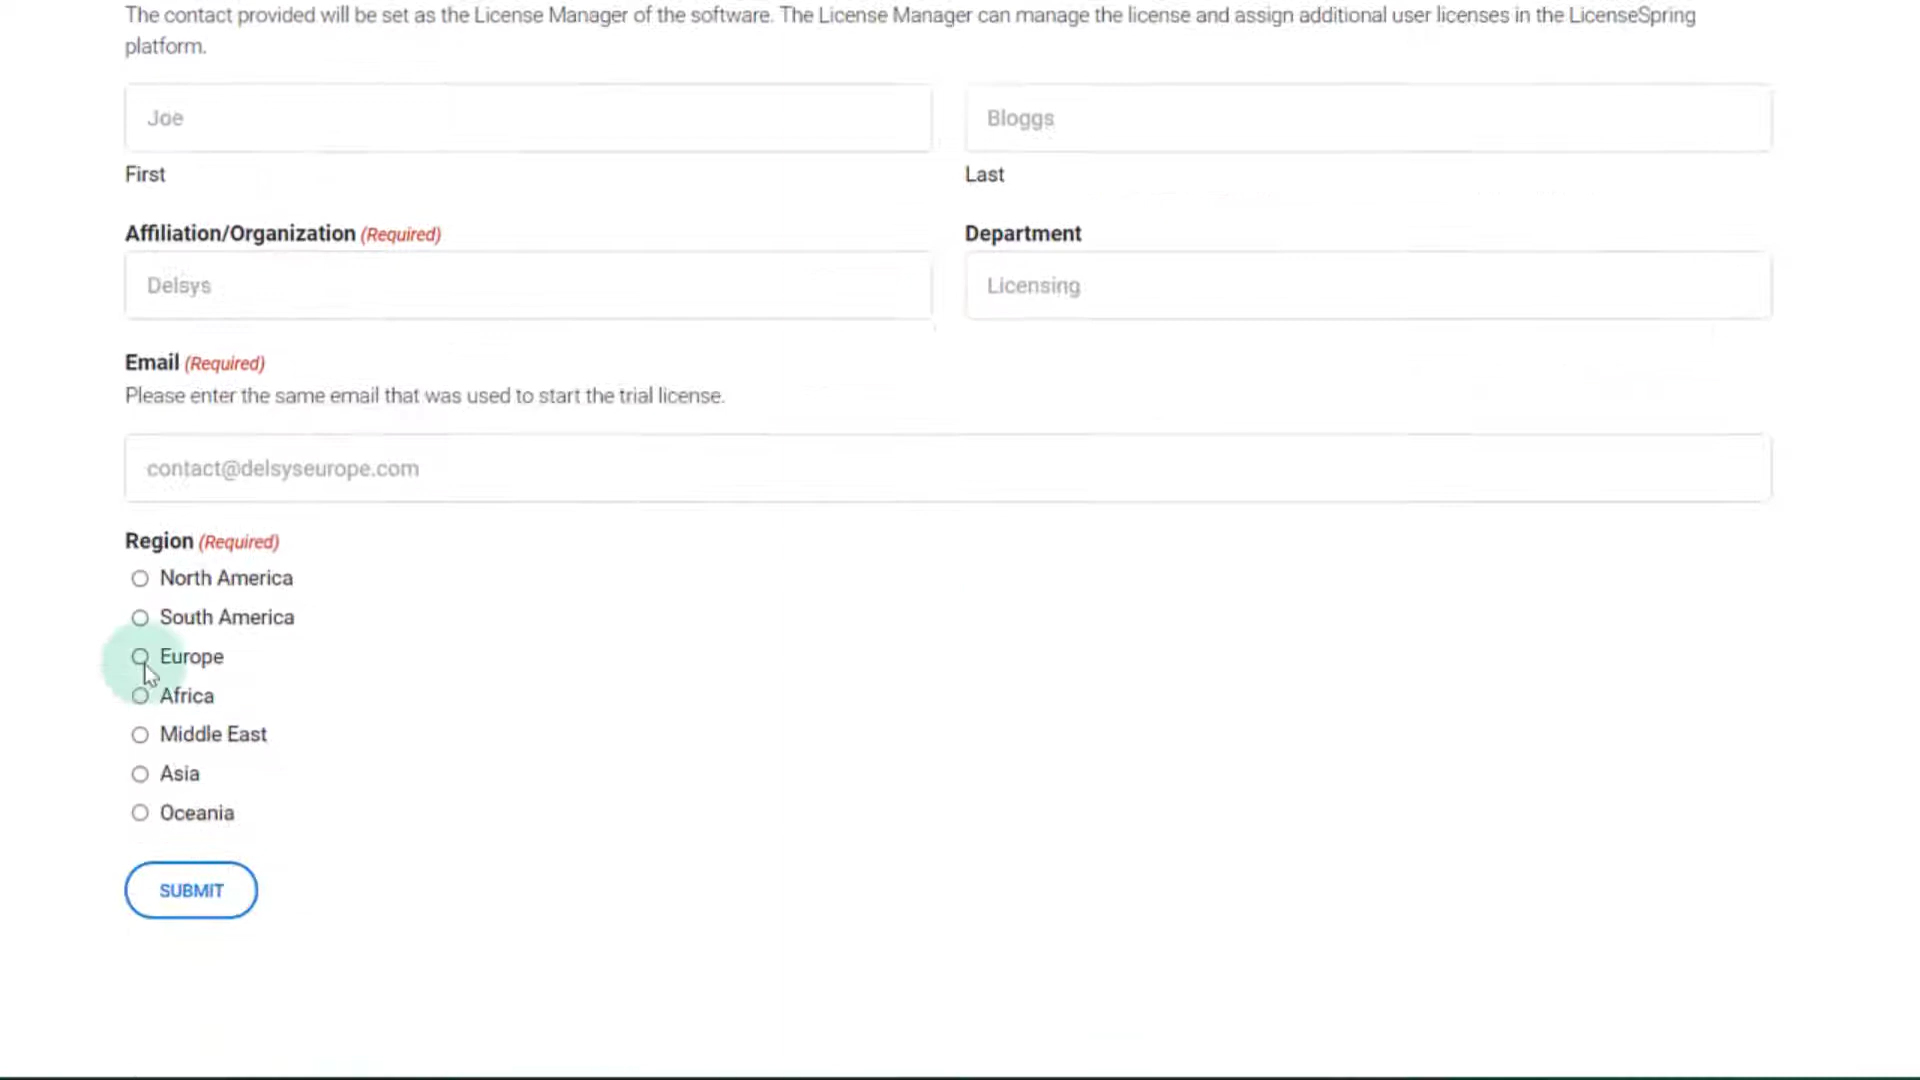 The contact provided will be set as the License Manager of the software. The License Manager can manage the license and assign additional user licenses in the LicenseSpring
platform.
Joe
Bloggs
First
Last
Affiliation/Organization (Required)
Department
Delsys
Licensing
Email (Required)
Please enter the same email that was used to start the trial license.
contact@delsyseurope.com
Region (Required)
North America
South America
Europe
Africa
Middle East
Asia
Oceania
SUBMIT